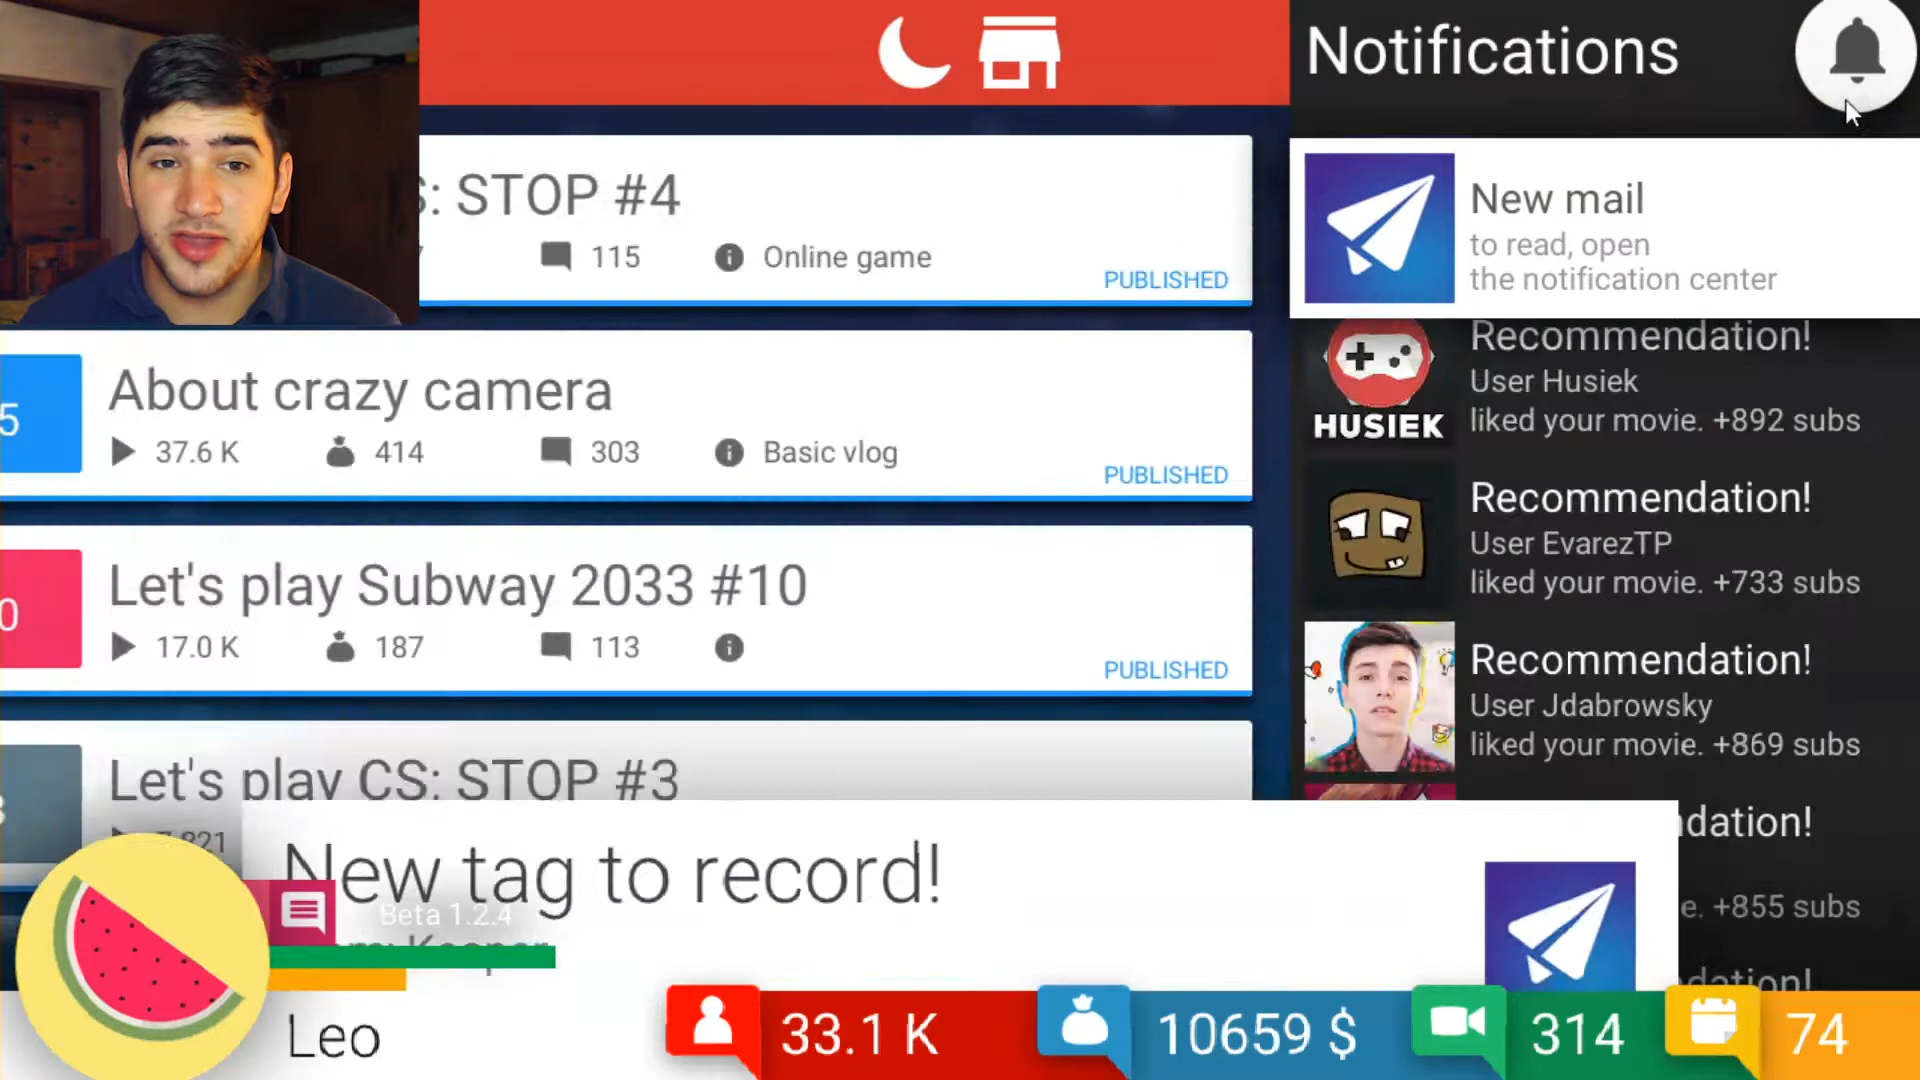 Notifications
S: STOP #4
115
Online game
PUBLISHED
New mail
to read, open
the notification center
5
About crazy camera
37.6 K
414
303
Basic vlog
PUBLISHED
HUSIEK
Recommendation!
User Husiek
liked your movie. +892 subs
Recommendation!
User EvarezTP
liked your movie. +733 subs
0
Let's play Subway 2033 #10
17.0 K
187
113
PUBLISHED
Recommendation!
User Jdabrowsky
liked your movie. +869 subs
Let's play CS: STOP #3
dation!
e. +855 subs
dation!
New tag to record!
Beta 1.2.4
Leo
33.1 K
10659 $
314
74